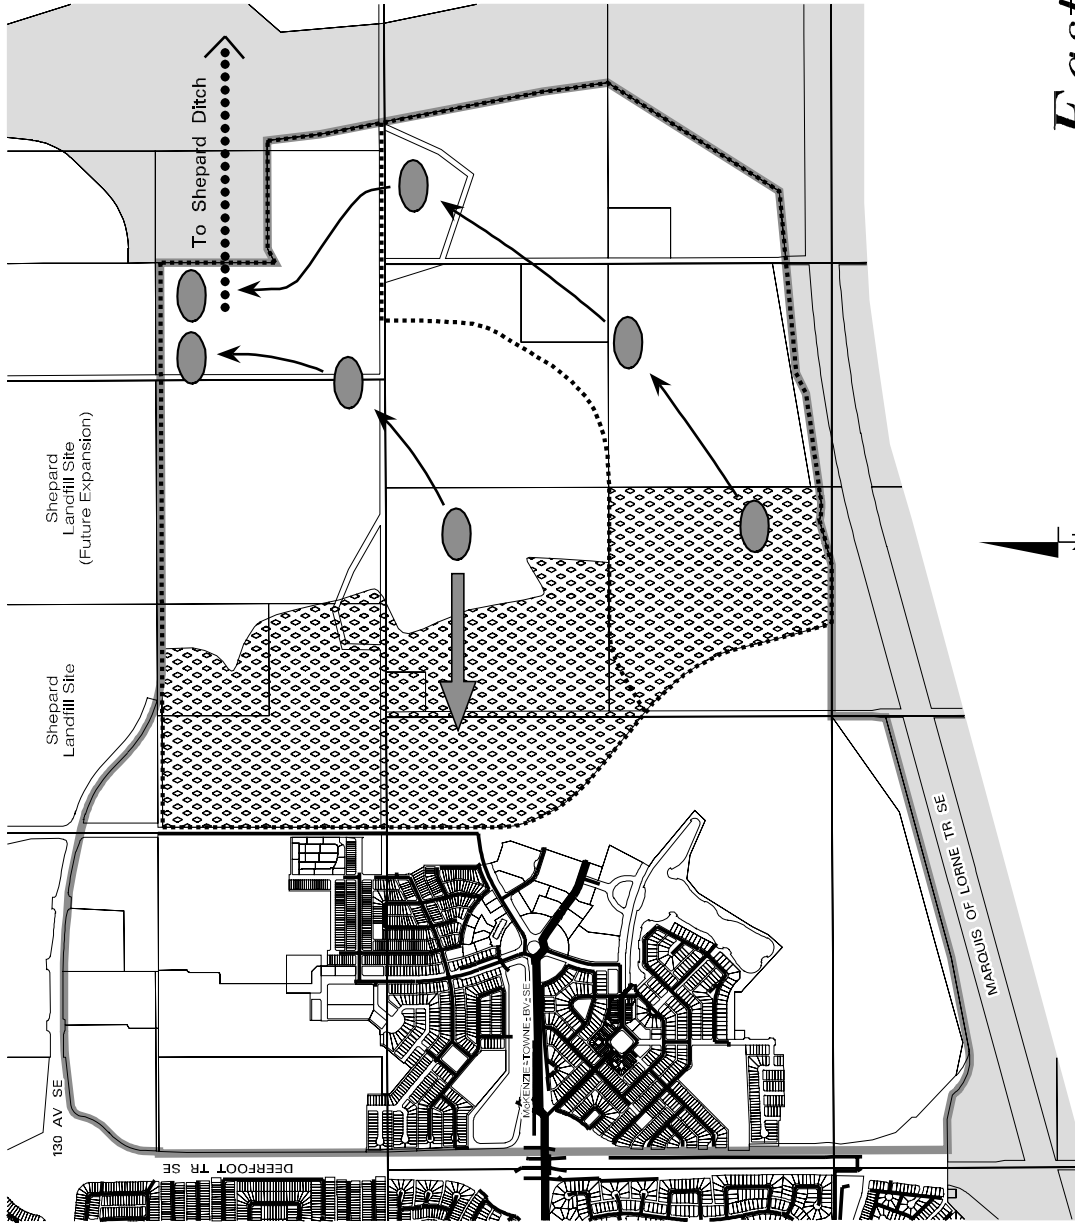 East
To Shepard Ditch
Shepard
Landfill Site
(Future Expansion)
Shepard
Landfill Site
MARQUIS OF LORNE TR SE
McKENZIE-TOWNE-BV-SE
130 AV SE
DEERFOOT TR SE